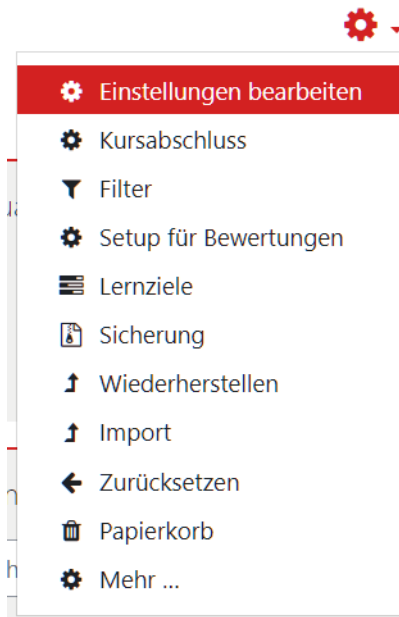 Einstellungen bearbeiten
Kursabschluss
Filter
Setup für Bewertungen
Lernziele
Sicherung
Wiederherstellen
Import
Zurücksetzen
Papierkorb
Mehr ...